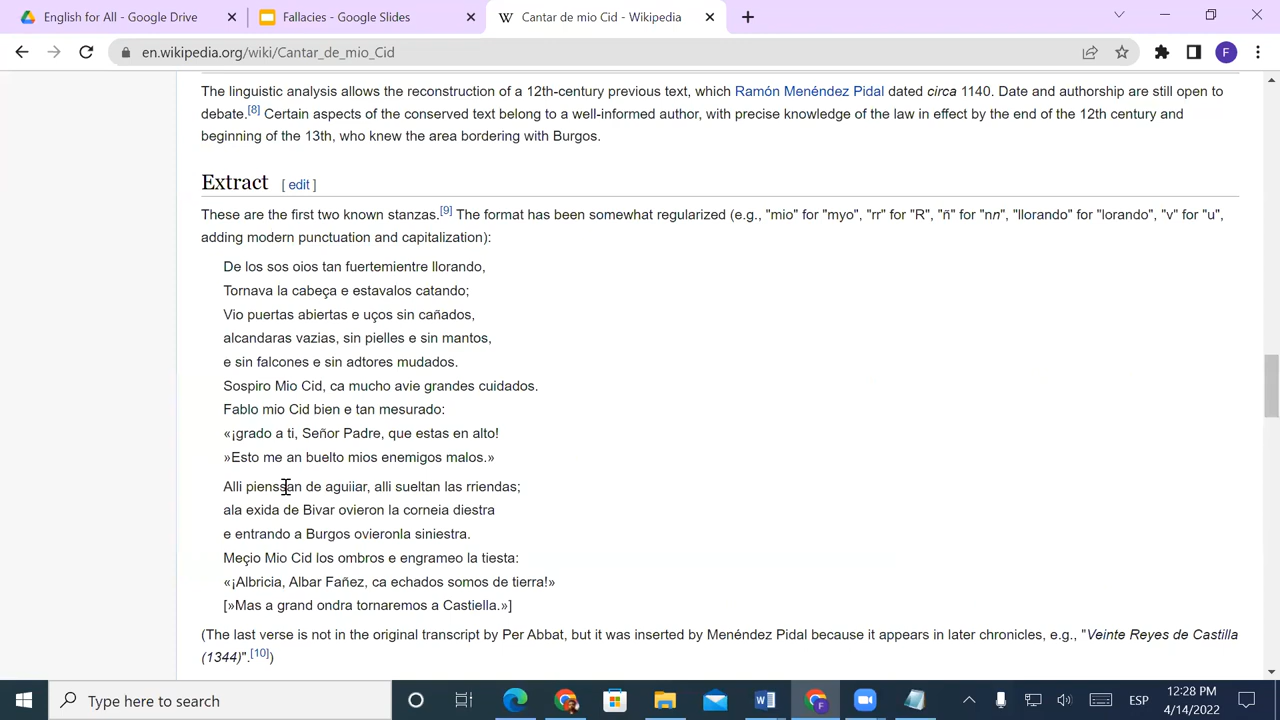 English for All - Google Drive
Fallacies - Google Slides
Cantar de mio Cid - Wikipedia
en.wikipedia.org/wiki/Cantar_de_mio_Cid
F
The linguistic analysis allows the reconstruction of a 12th-century previous text, which Ramón Menéndez Pidal dated circa 1140. Date and authorship are still open to
debate.[8] Certain aspects of the conserved text belong to a well-informed author, with precise knowledge of the law in effect by the end of the 12th century and
beginning of the 13th, who knew the area bordering with Burgos.
Extract [ edit ]
These are the first two known stanzas.[9] The format has been somewhat regularized (e.g., "mio" for "myo", "rr" for "R", "ñ" for "nn", "llorando" for "lorando", "v" for "u",
adding modern punctuation and capitalization):
De los sos oios tan fuertemientre llorando,
Tornava la cabeça e estavalos catando;
Vio puertas abiertas e uços sin cañados,
alcandaras vazias, sin pielles e sin mantos,
e sin falcones e sin adtores mudados.
Sospiro Mio Cid, ca mucho avie grandes cuidados.
Fablo mio Cid bien e tan mesurado:
«¡grado a ti, Señor Padre, que estas en alto!
»Esto me an buelto mios enemigos malos.»
Alli pienssan de aguiiar, alli sueltan las rriendas;
ala exida de Bivar ovieron la corneia diestra
e entrando a Burgos ovieronla siniestra.
Meçio Mio Cid los ombros e engrameo la tiesta:
«¡Albricia, Albar Fañez, ca echados somos de tierra!»
[»Mas a grand ondra tornaremos a Castiella.»]
(The last verse is not in the original transcript by Per Abbat, but it was inserted by Menéndez Pidal because it appears in later chronicles, e.g., "Veinte Reyes de Castilla
(1344)".[10])
Type here to search
ESP
12:28 PM
4/14/2022